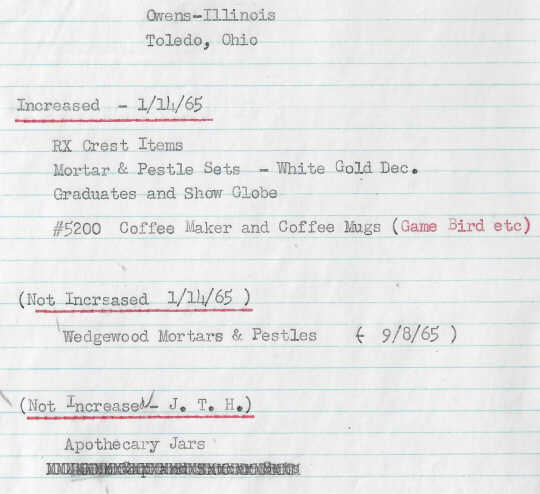 Owens-Illinois
Toledo, Ohio
Increased - 1/14/65
RX Crest Items
Mortar & Pestle Sets - White Gold Dec.
Graduates and Show Globe
#5200 Coffee Maker and Coffee Mugs (Game Bird etc)
(Not Incrsased 1/14/65 )
Wedgewood Mortars & Pestles ( 9/8/65 )
(Not Increased - J. T. H.)
Apothecary Jars